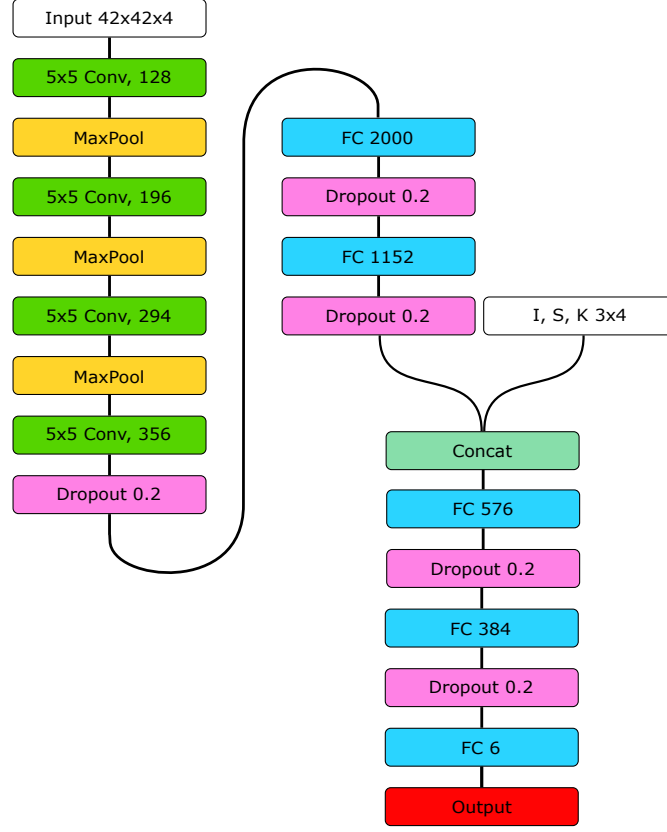 Input 42x42x4
5x5 Conv, 128
MaxPool
5x5 Conv, 196
MaxPool
5x5 Conv, 294
MaxPool
5x5 Conv, 356
Dropout 0.2
FC 2000
Dropout 0.2
FC 1152
Dropout 0.2
I, S, K 3x4
Concat
FC 576
Dropout 0.2
FC 384
Dropout 0.2
FC 6
Output